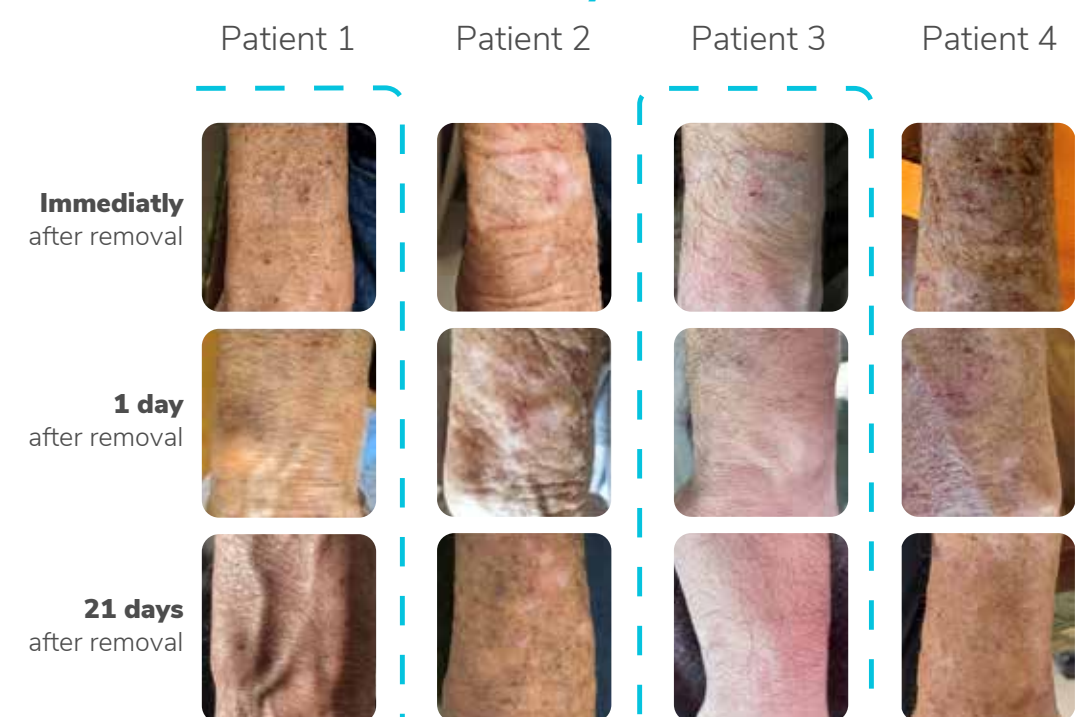 Patient 1
Patient 2
Patient 3
Patient 4
Immediatly
after removal
1 day
after removal
21 days
after removal